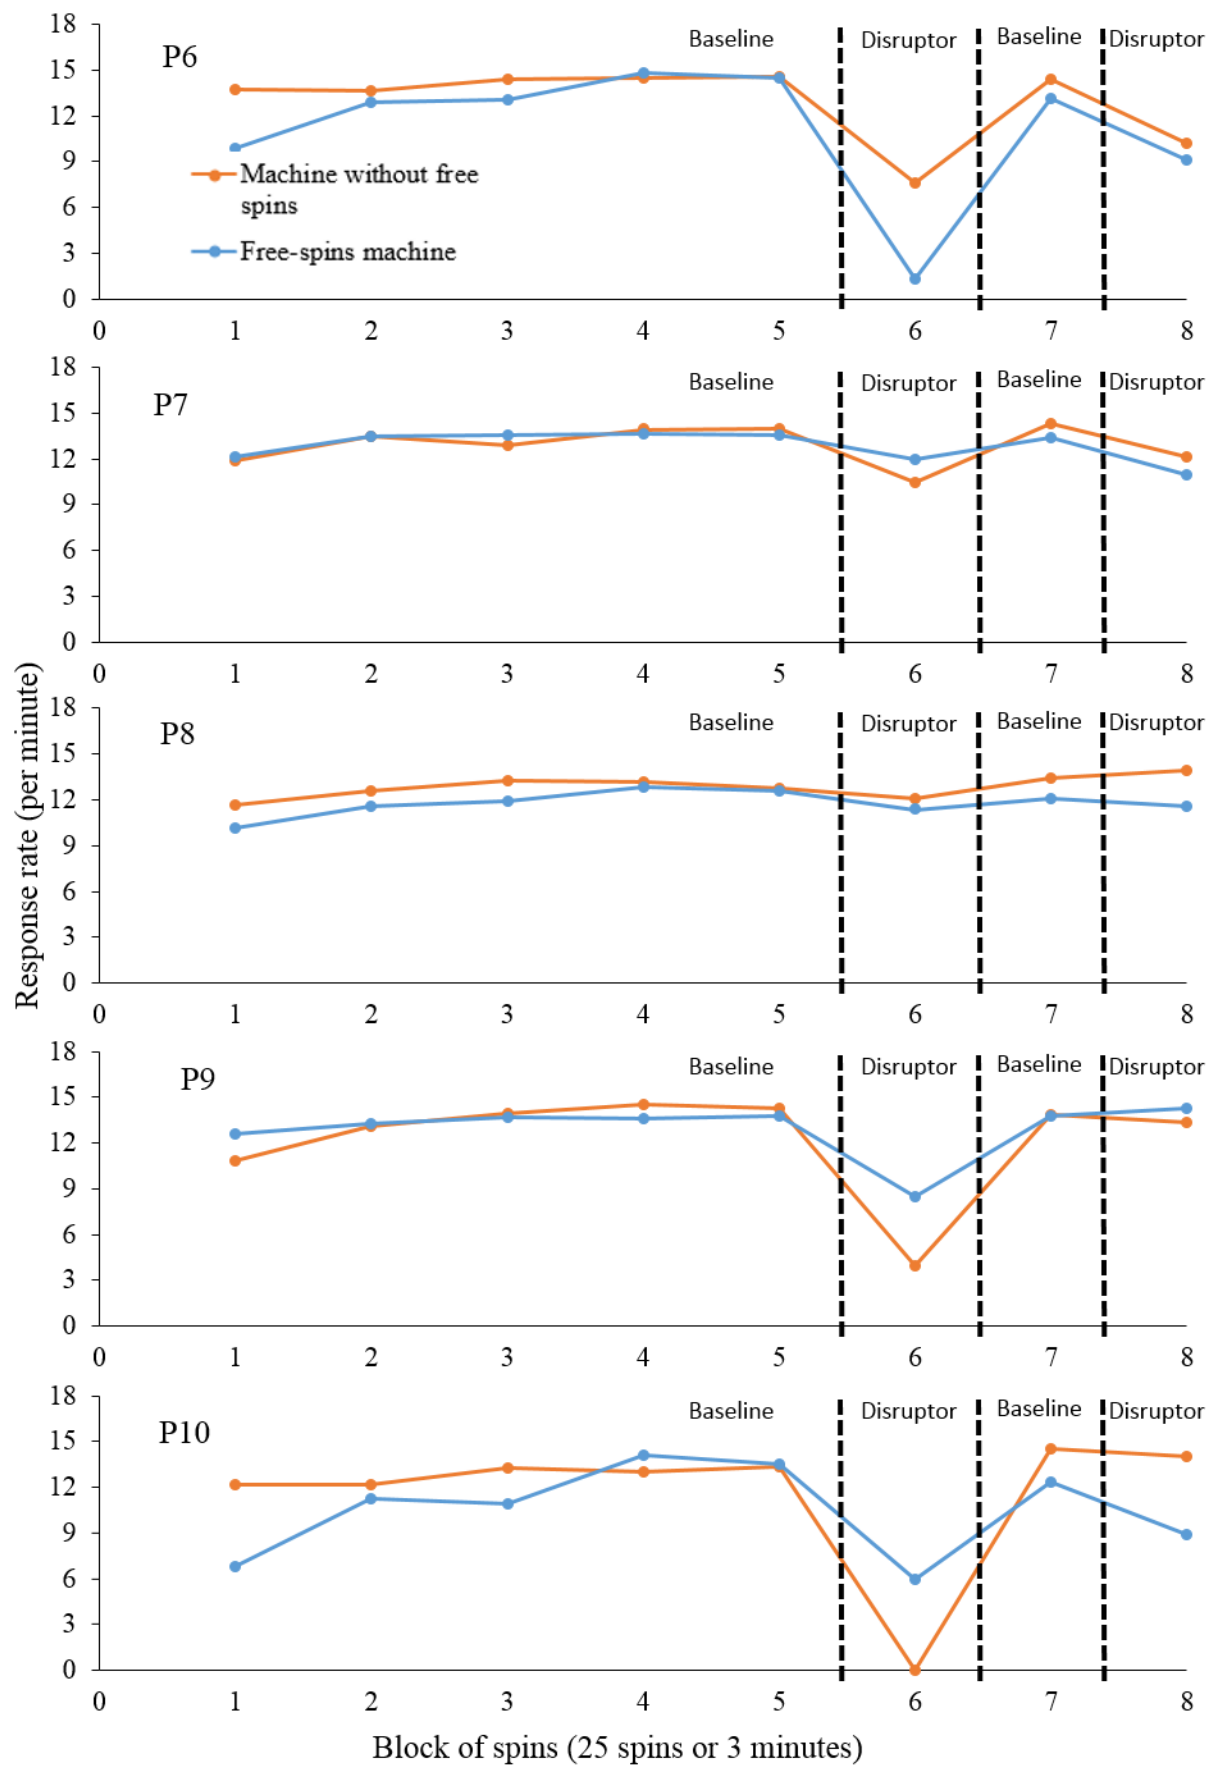 18
15
12
9
6
3
0
P6
Baseline
Disruptor
Baseline
Disruptor
Machine without free
spins
Free-spins machine
0 1 2 3 4 5 6 7 8
18
15
12
9
6
3
0
P7
Baseline
Disruptor
Baseline
Disruptor
0 1 2 3 4 5 6 7 8
Response rate (per minute)
18
15
12
9
6
3
0
P8
Baseline
Disruptor
Baseline
Disruptor
0 1 2 3 4 5 6 7 8
18
15
12
9
6
3
0
P9
Baseline
Disruptor
Baseline
Disruptor
0 1 2 3 4 5 6 7 8
18
15
12
9
6
3
0
P10
Baseline
Disruptor
Baseline
Disruptor
0 1 2 3 4 5 6 7 8
Block of spins (25 spins or 3 minutes)